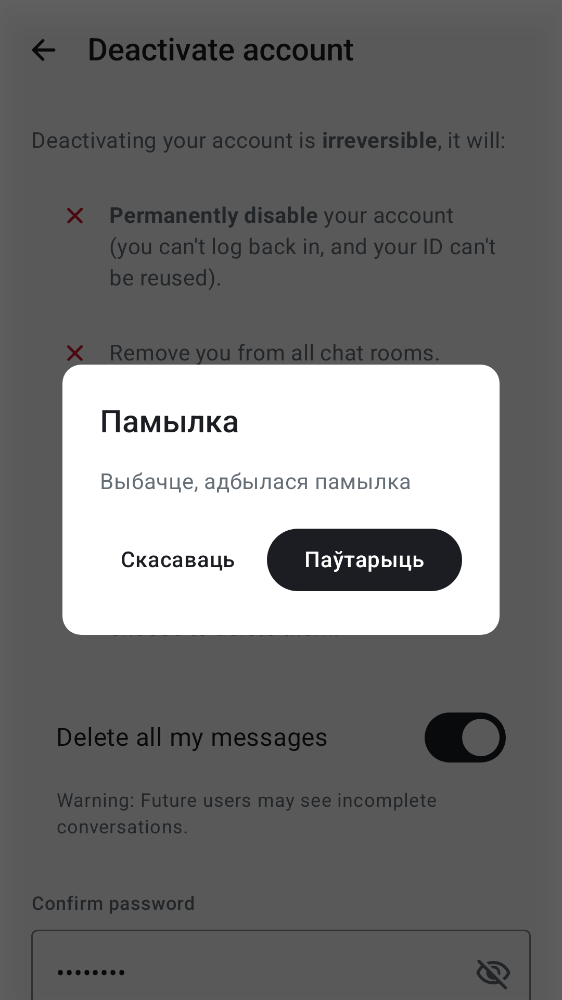 Deactivate account
Deactivating your account is irreversible, it will:
Permanently disable your account
(you can't log back in, and your ID can't
be reused).
Remove you from all chat rooms.
Памылка
Выбачце, адбылася памылка
Скасаваць
Паўтарыць
Delete all my messages
Warning: Future users may see incomplete
conversations.
Confirm password